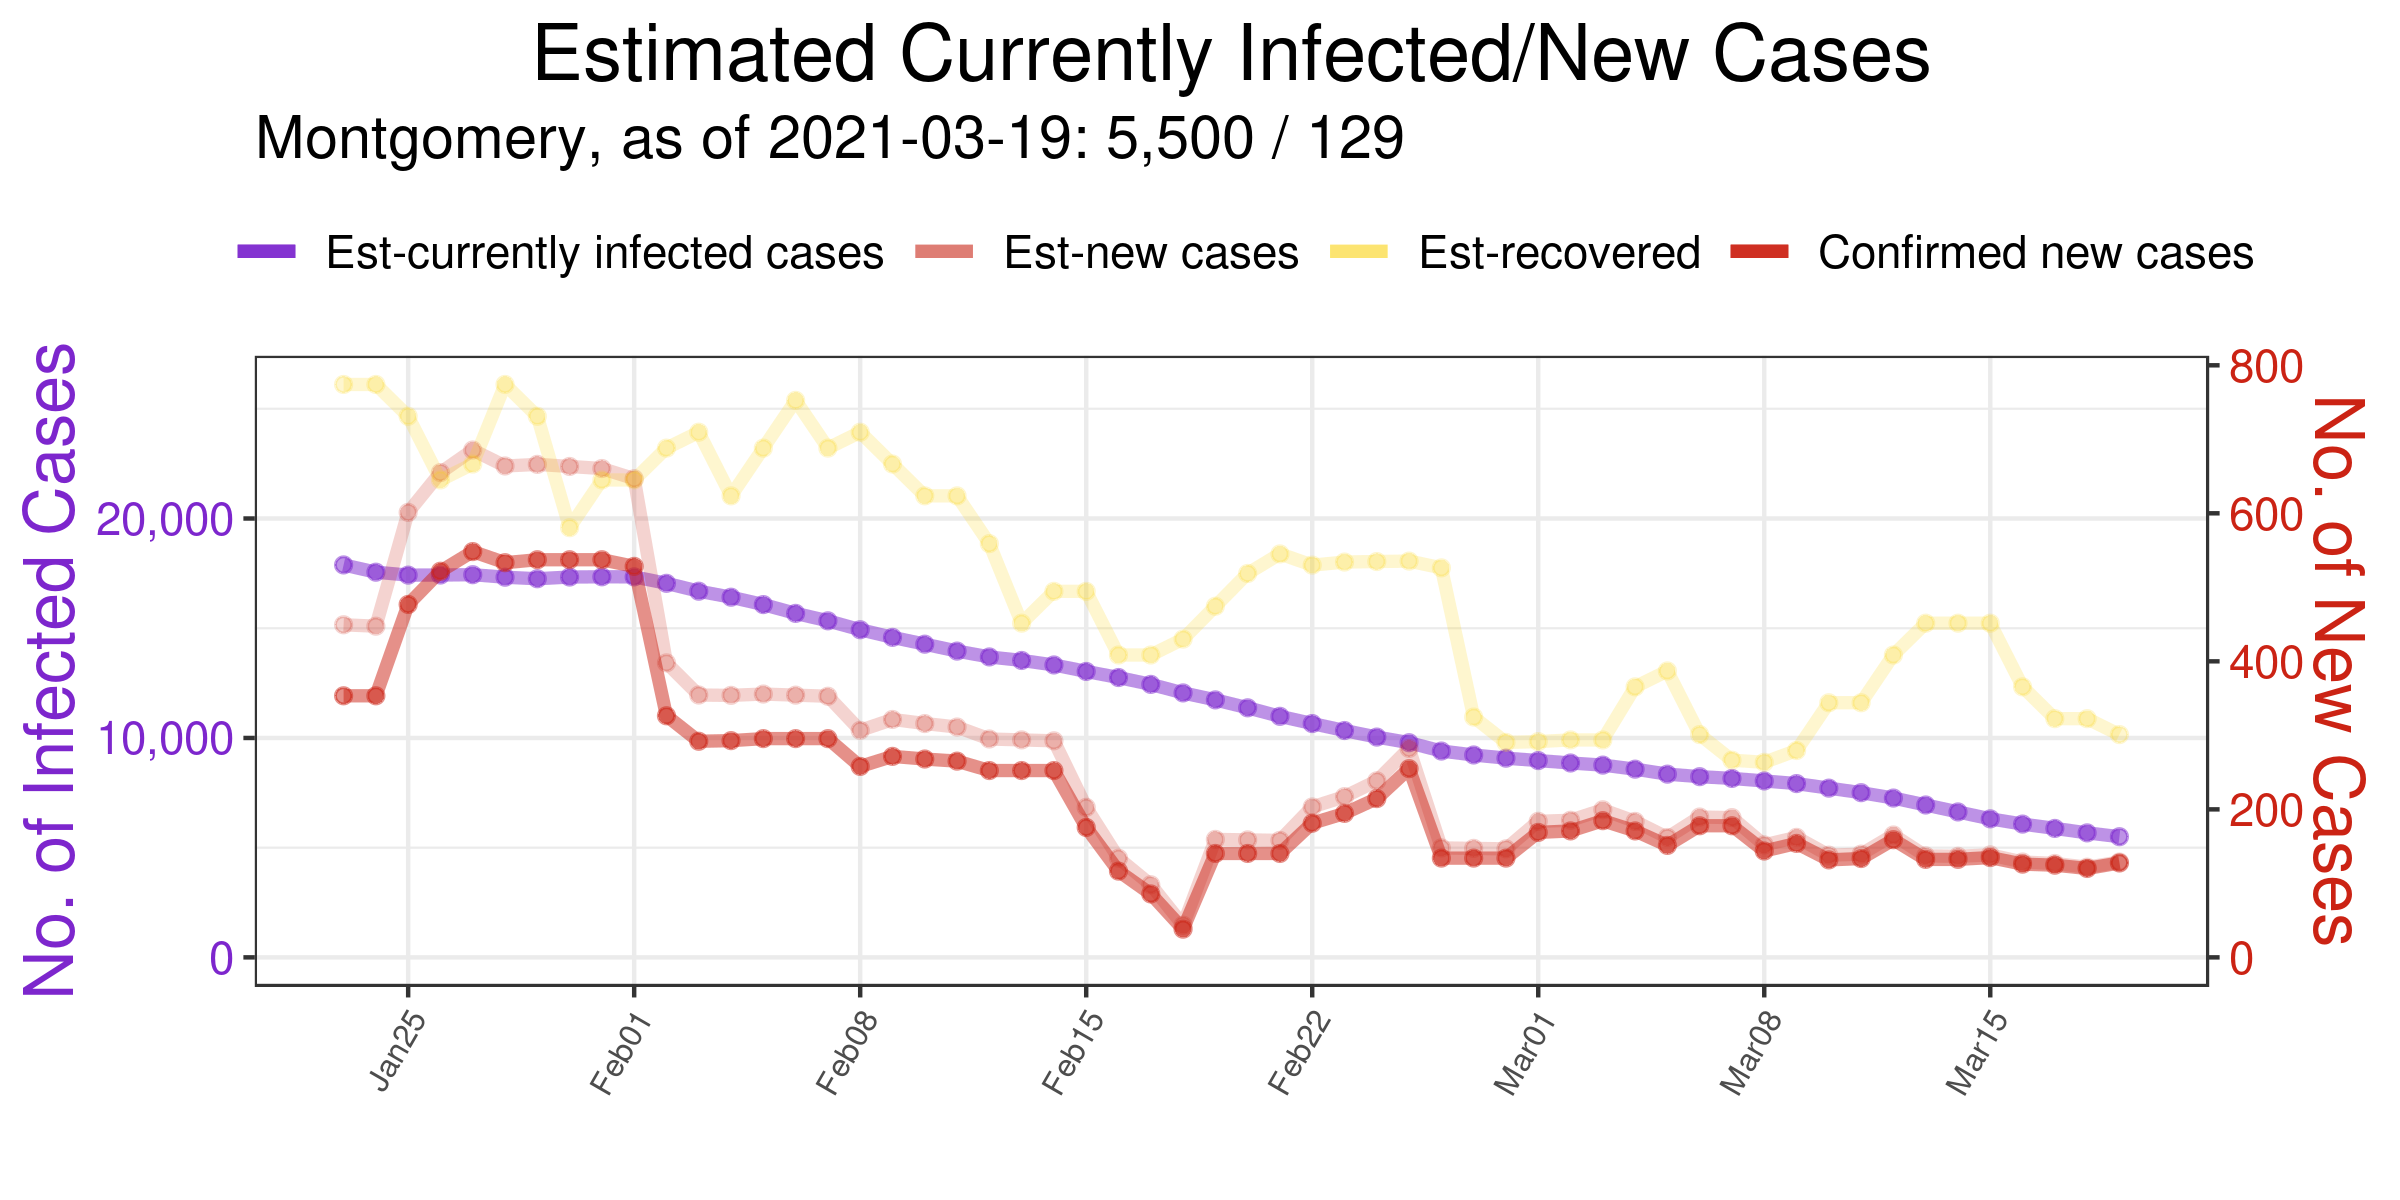 Estimated Currently Infected/New Cases
Montgomery, as of 2021-03-19: 5,500 / 129
Est-currently infected cases Est-new cases Est-recovered Confirmed new cases
No. of Infected Cases
20,000
10,000
0
800
600
400
200
0
No. of New Cases
Jan25 Feb01 Feb08 Feb15 Feb22 Mar01 Mar08 Mar15